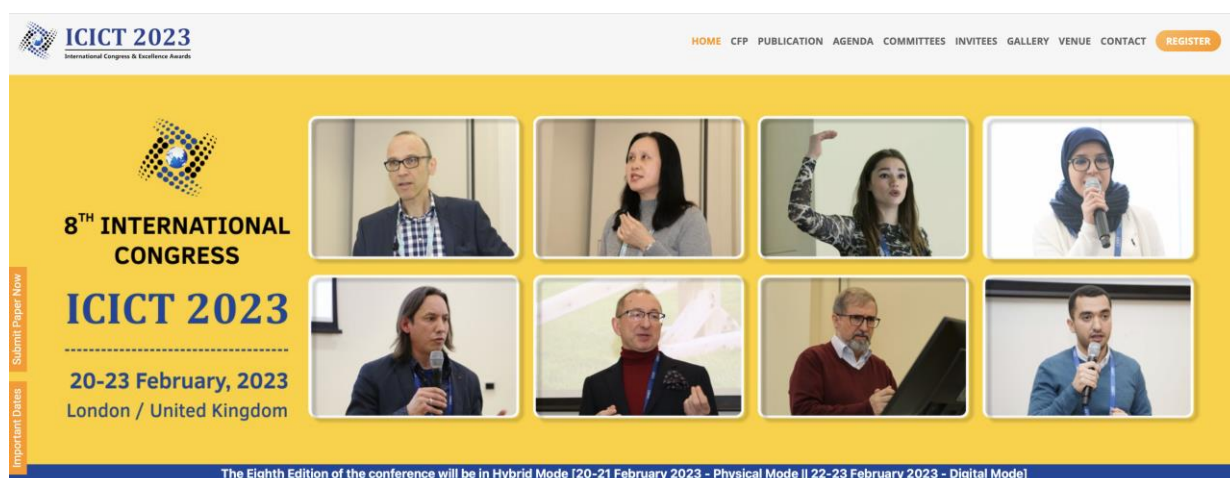 ICICT 2023
International Congress & Excellence Awards
HOME CFP PUBLICATION AGENDA COMMITTEES INVITEES GALLERY VENUE CONTACT REGISTER
8TH INTERNATIONAL
CONGRESS
ICICT 2023
20-23 February, 2023
London / United Kingdom
Submit Paper Now
Important Dates
The Eighth Edition of the conference will be in Hybrid Mode [20-21 February 2023 - Physical Mode || 22-23 February 2023 - Digital Mode]